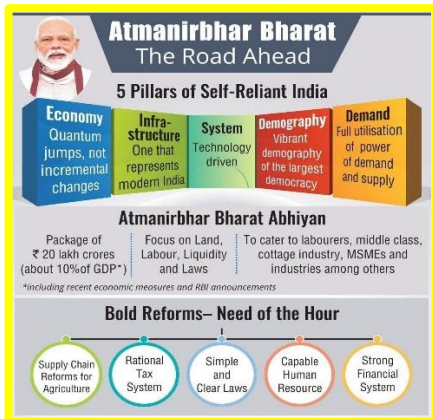 Atmanirbhar Bharat
The Road Ahead
5 Pillars of Self-Reliant India
Economy
Quantum
jumps, not
incremental
changes
Infra-
structure
One that
represents
modern India
System
Technology
driven
Demography
Vibrant
demography
of the largest
democracy
Demand
Full utilisation
of power
of demand
and supply
Atmanirbhar Bharat Abhiyan
Package of
₹ 20 lakh crores
(about 10%of GDP*)
Focus on Land,
Labour, Liquidity
and Laws
To cater to labourers, middle class,
cottage industry, MSMEs and
industries among others
*including recent economic measures and RBI announcements
Bold Reforms– Need of the Hour
Supply Chain
Reforms for
Agriculture
Rational
Tax
System
Simple
and
Clear Laws
Capable
Human
Resource
Strong
Financial
System